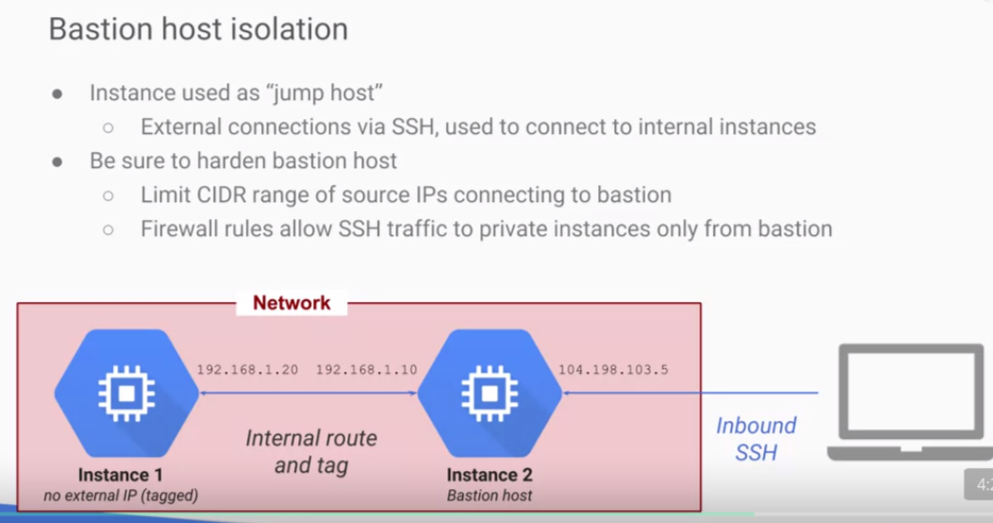 Bastion host isolation
● Instance used as “jump host”
○ External connections via SSH, used to connect to internal instances
● Be sure to harden bastion host
○ Limit CIDR range of source IPs connecting to bastion
○ Firewall rules allow SSH traffic to private instances only from bastion
Network
192.168.1.20 192.168.1.10 104.198.103.5
Internal route
and tag
Inbound
SSH
Instance 1
no external IP (tagged)
Instance 2
Bastion host